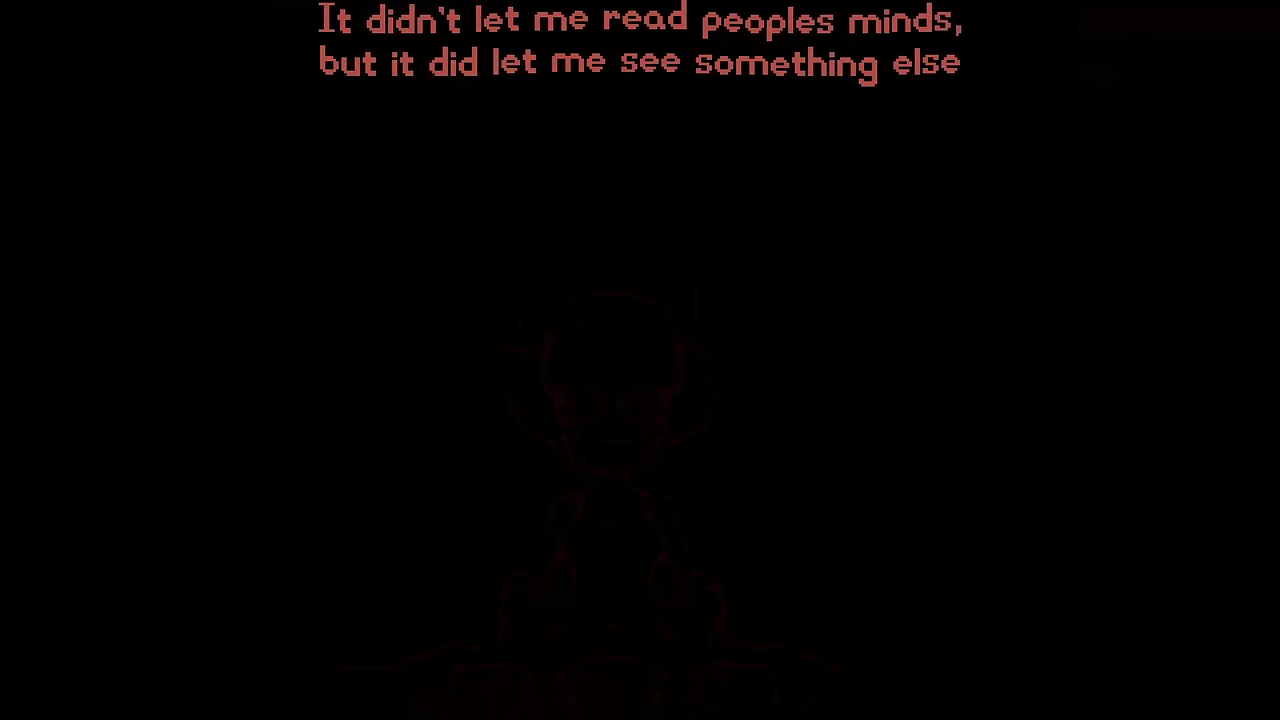 It didn't let me read peoples minds,
but it did let me see something else